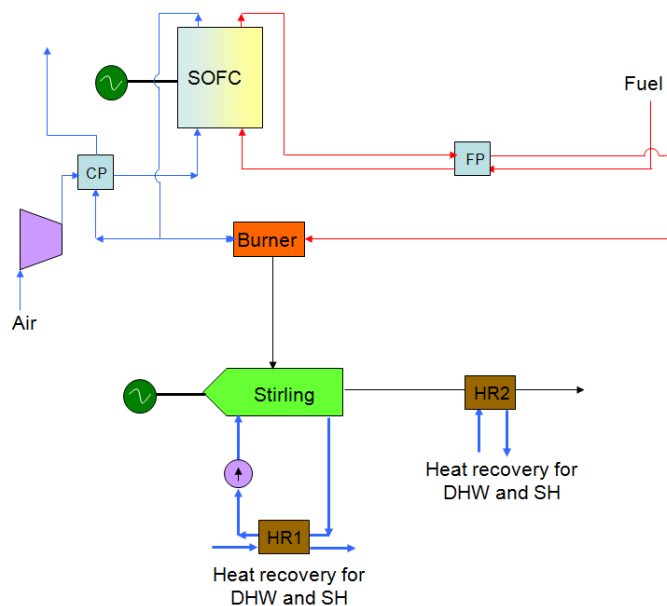 SOFC
Fuel
FP
CP
Burner
Air
Stirling
HR2
Heat recovery for
DHW and SH
HR1
Heat recovery for
DHW and SH